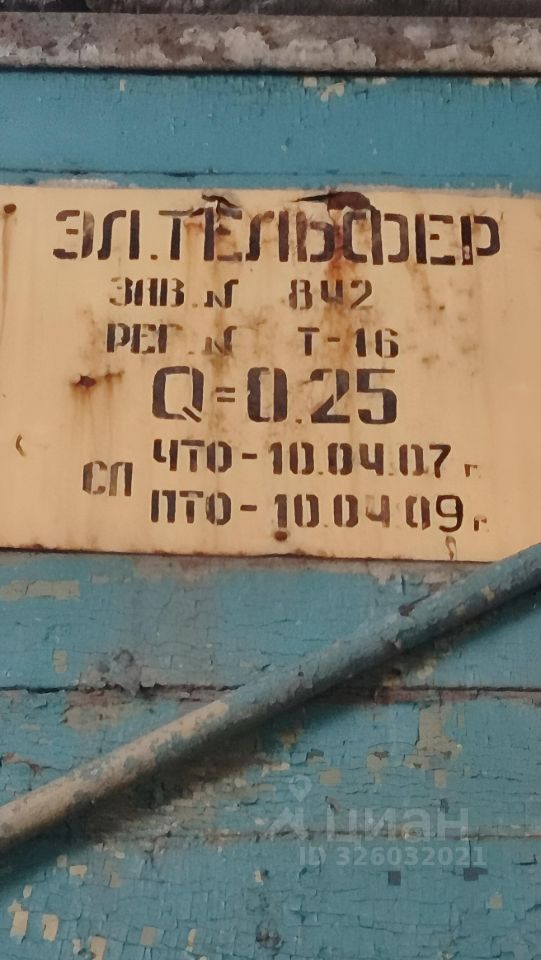 ЭЛ.ТЕЛЬФЕР
ЗАВ.№ 842
РЕГ.№ Т-16
Q=0.25
СЛ ЧТО-10.04.07г.
ПТО-10.04.09г.
циан
ID 326032021